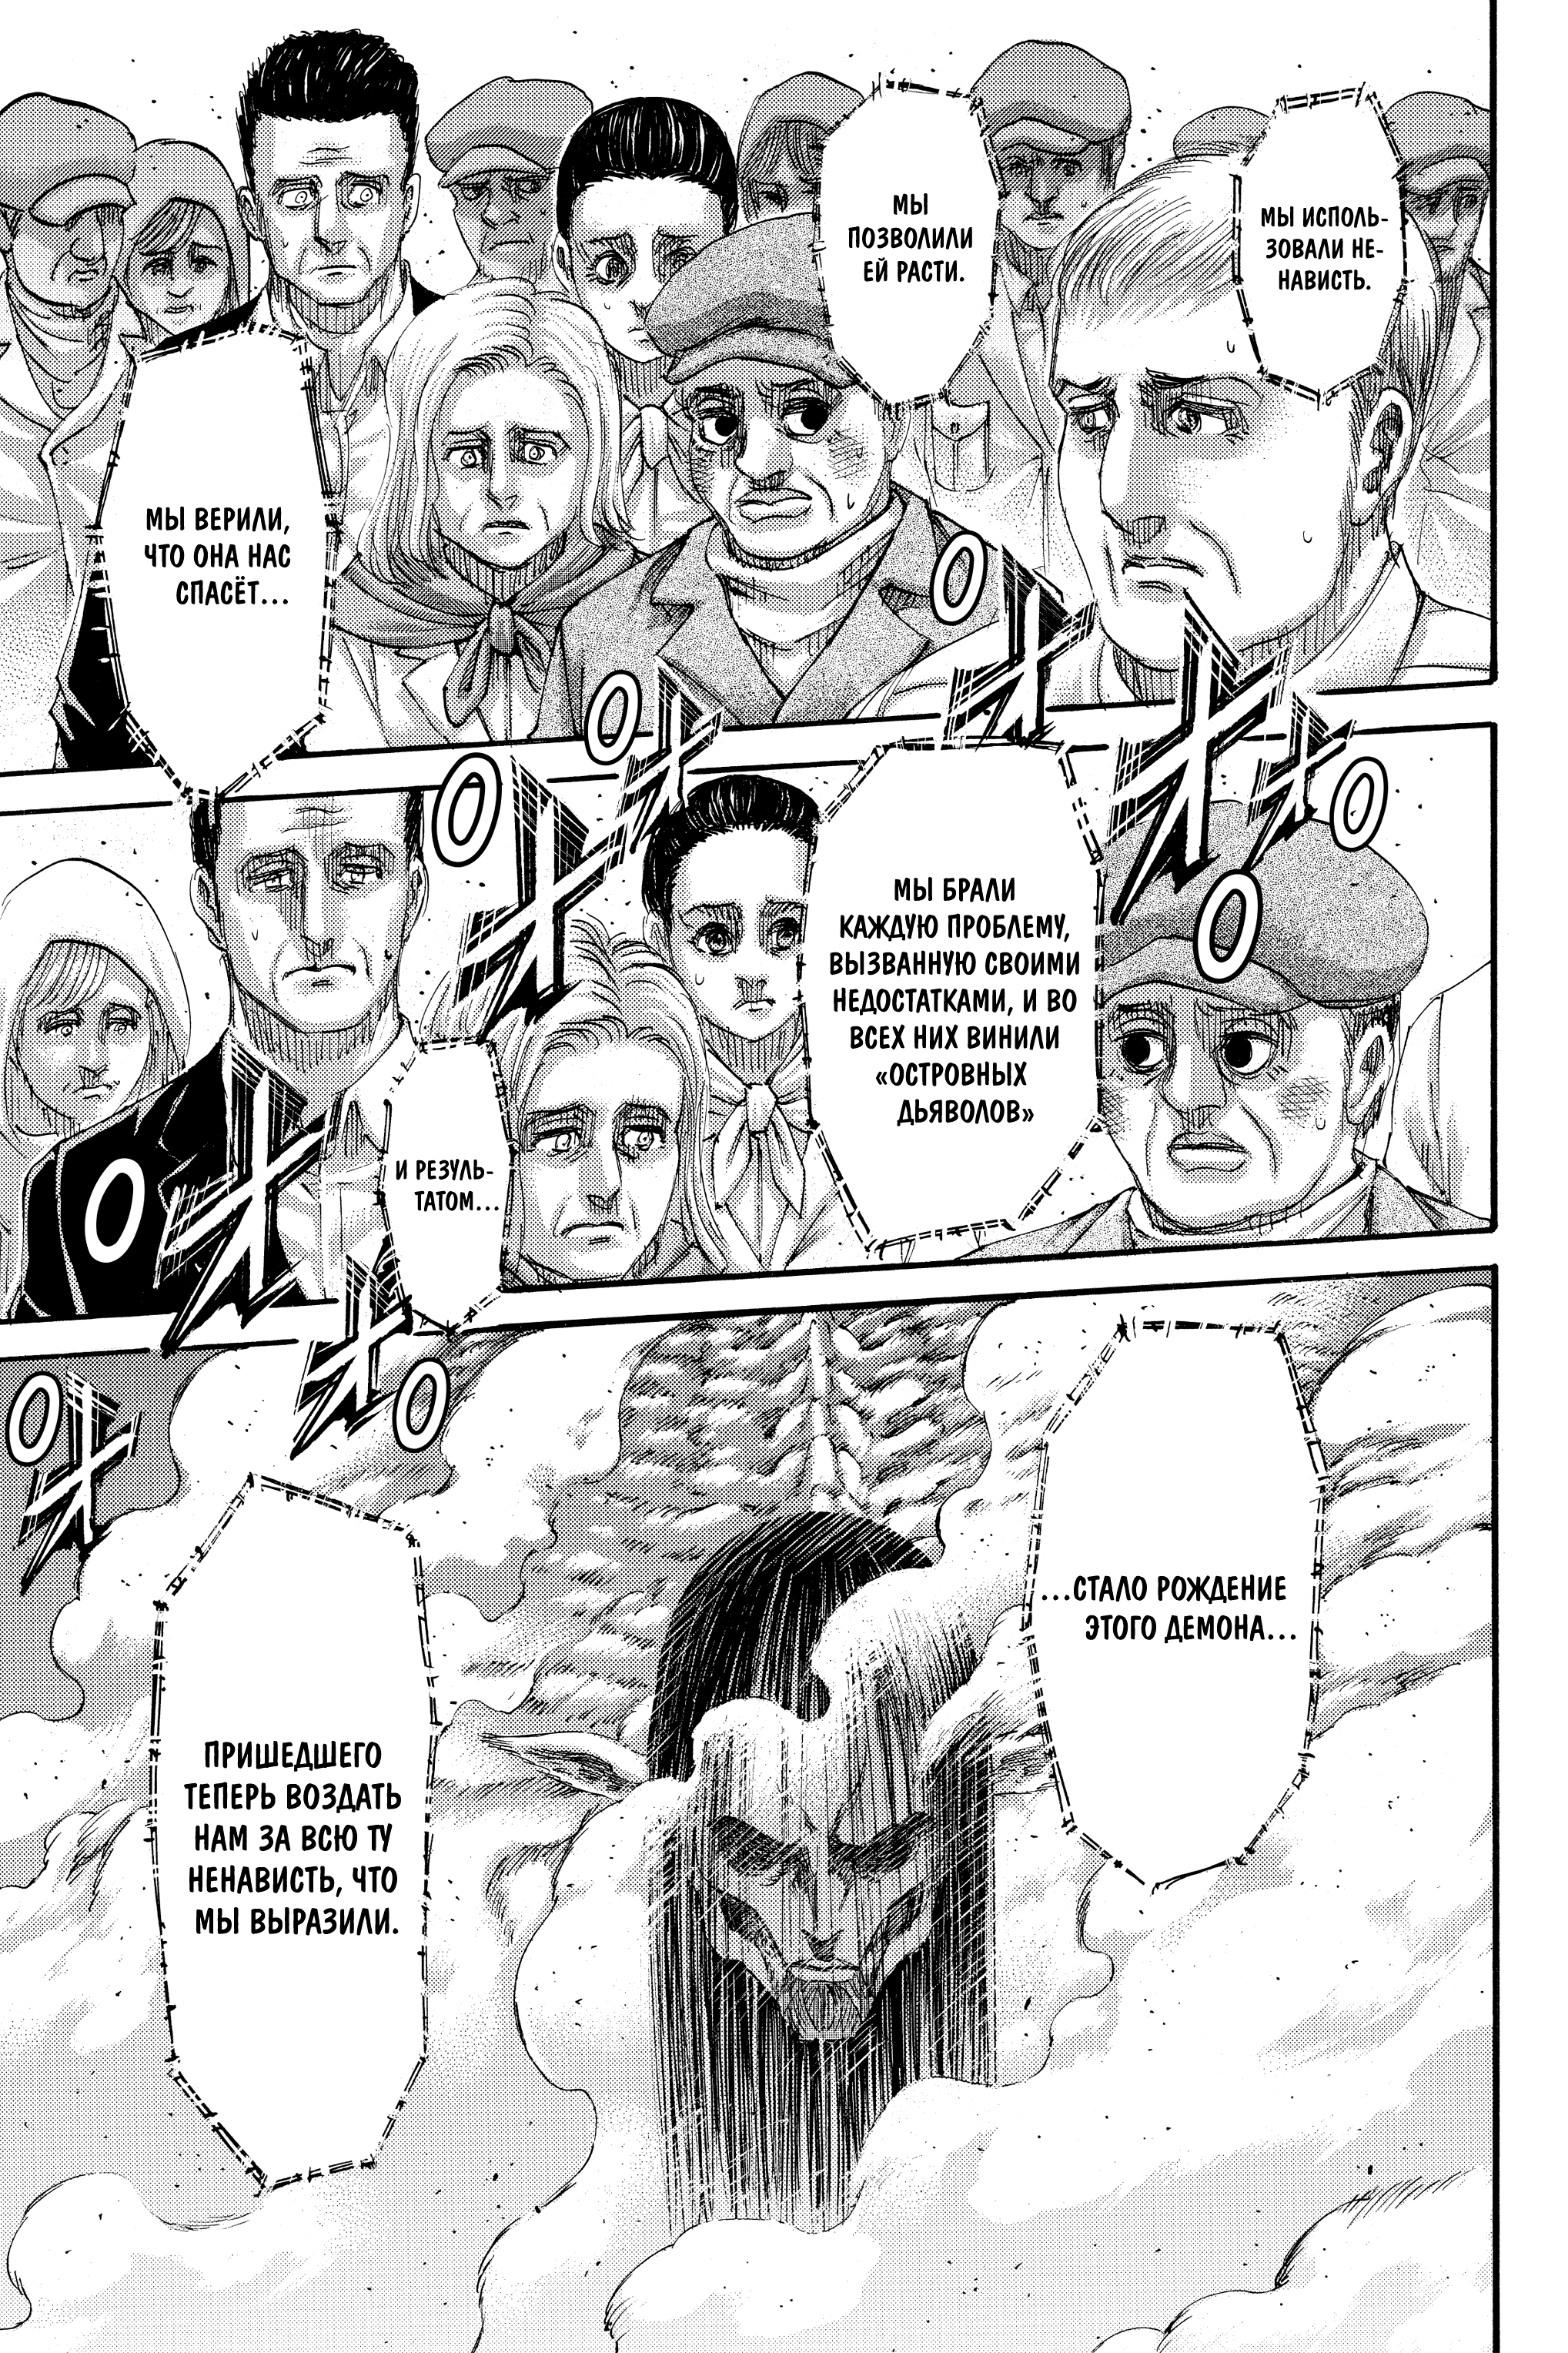 МЫ ИСПОЛЬ-
ЗОВАЛИ НЕ-
НАВИСТЬ.
МЫ
ПОЗВОЛИЛИ
ЕЙ РАСТИ.
МЫ ВЕРИЛИ,
ЧТО ОНА НАС
СПАСЁТ...
МЫ БРАЛИ
КАЖДУЮ ПРОБЛЕМУ,
ВЫЗВАННУЮ СВОИМИ
НЕДОСТАТКАМИ, И ВО
ВСЕХ НИХ ВИНИЛИ
«ОСТРОВНЫХ
ДЬЯВОЛОВ»
И РЕЗУЛЬ-
ТАТОМ...
...СТАЛО РОЖДЕНИЕ
ЭТОГО ДЕМОНА...
ПРИШЕДШЕГО
ТЕПЕРЬ ВОЗДАТЬ
НАМ ЗА ВСЮ ТУ
НЕНАВИСТЬ, ЧТО
МЫ ВЫРАЗИЛИ.